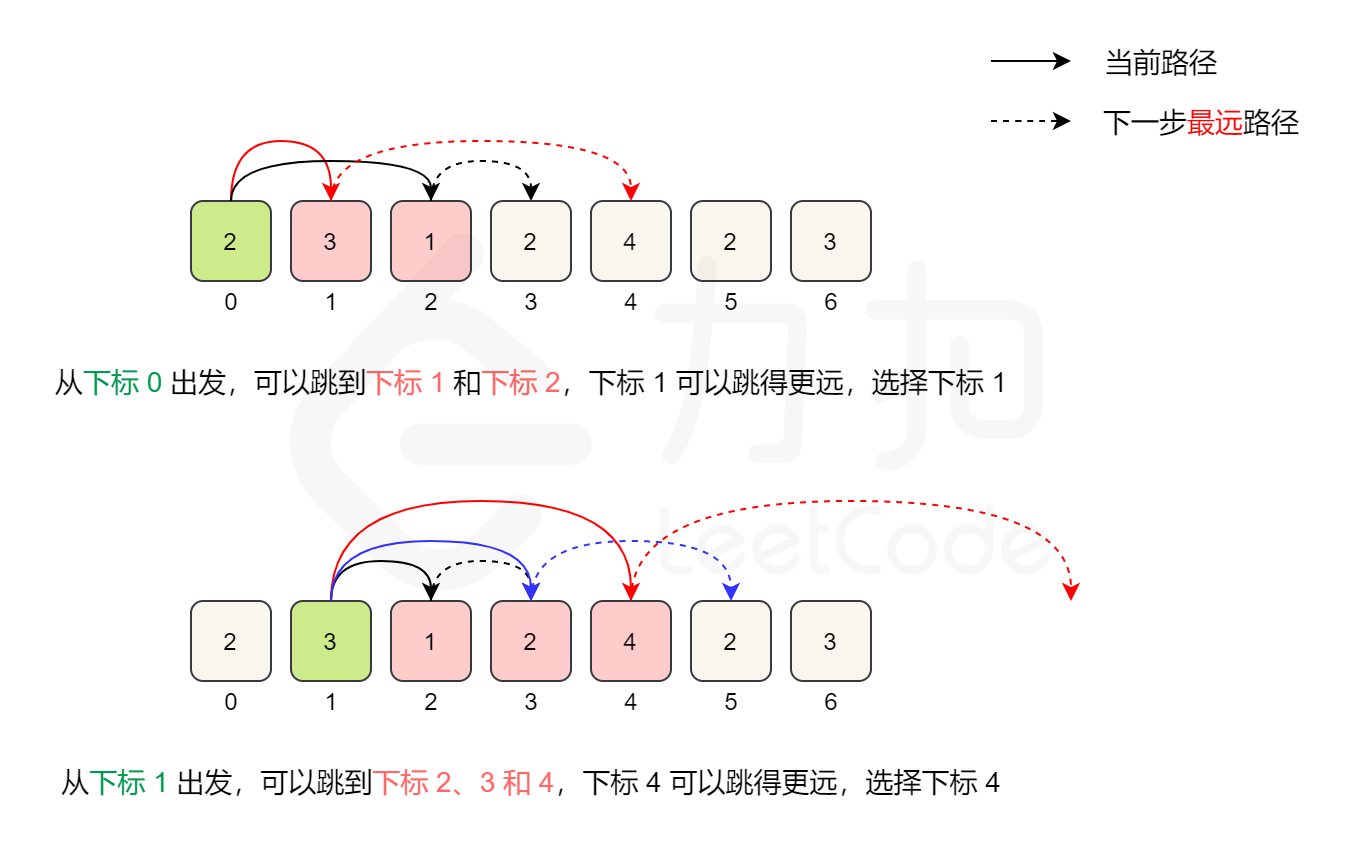 当前路径
下一步最远路径
2 3 1 2 4 2 3
0 1 2 3 4 5 6
从下标 0 出发，可以跳到下标 1 和下标 2，下标 1 可以跳得更远，选择下标 1
力扣
LeetCode
2 3 1 2 4 2 3
0 1 2 3 4 5 6
从下标 1 出发，可以跳到下标 2、3 和 4，下标 4 可以跳得更远，选择下标 4